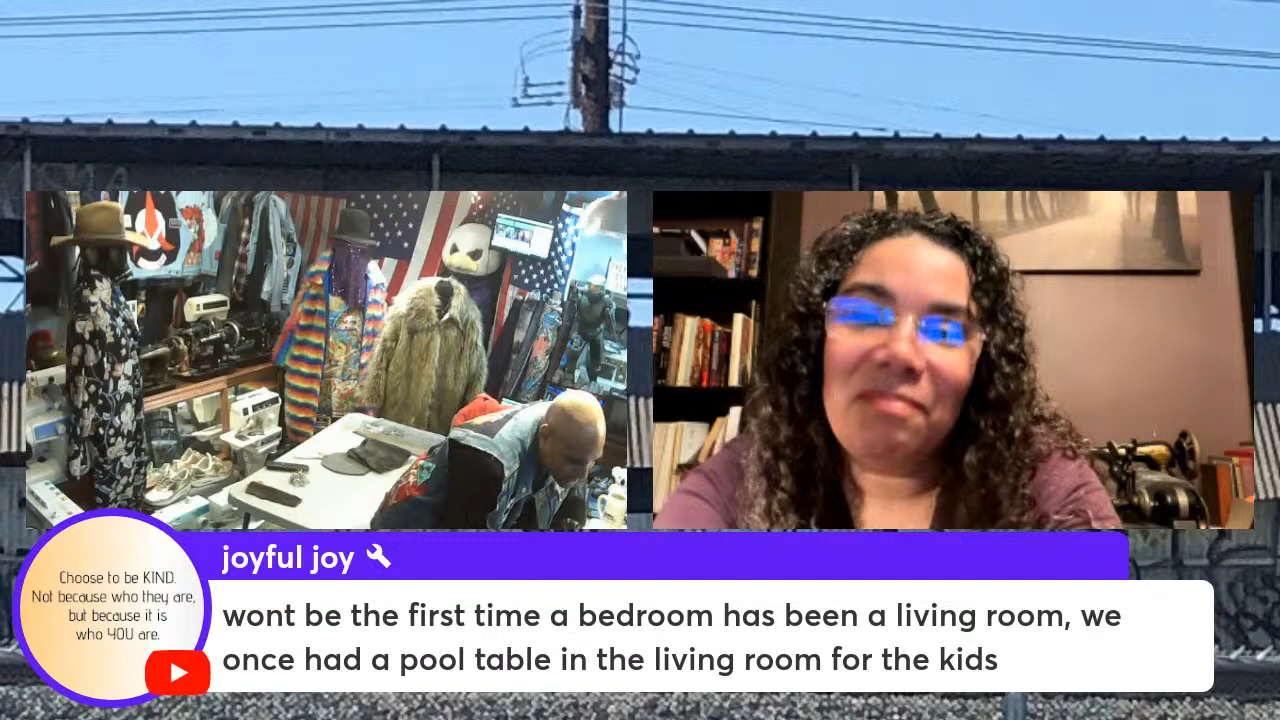 joyful joy
Choose to be KIND.
Not because who they are,
but because it is
who YOU are.
wont be the first time a bedroom has been a living room, we
once had a pool table in the living room for the kids